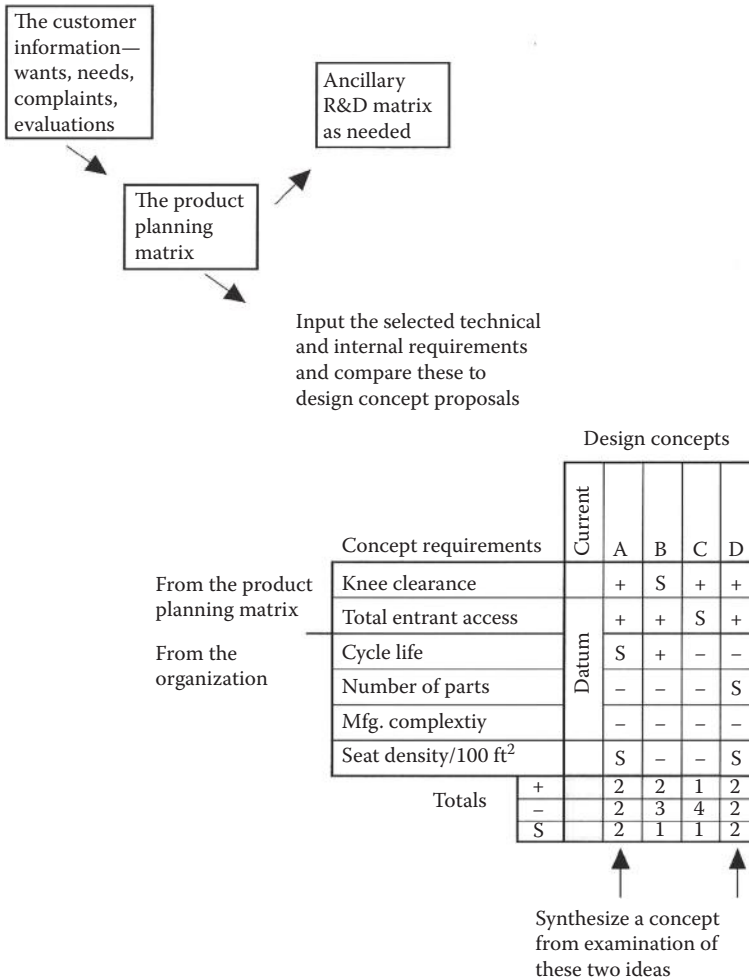 The customer
information—
wants, needs,
complaints,
evaluations
Ancillary
R&D matrix
as needed
The product
planning
matrix
Input the selected technical
and internal requirements
and compare these to
design concept proposals
Design concepts
Concept requirements Current A B C D
From the product
planning matrix
From the
organization
Datum
Knee clearance + S + +
Total entrant access + + S +
Cycle life S + – –
Number of parts – – – S
Mfg. complextiy – – – –
Seat density/100 ft² S – – S
Totals
+ 2 2 1 2
– 2 3 4 2
S 2 1 1 2
Synthesize a concept
from examination of
these two ideas